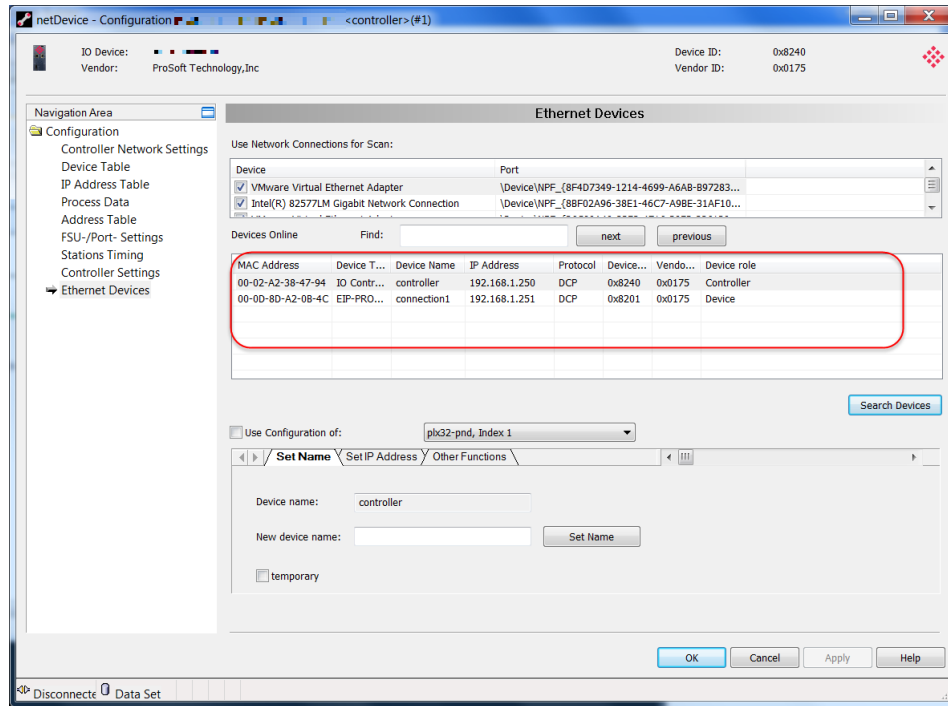 netDevice - Configuration <controller>(#1)
IO Device: Device ID: 0x8240
Vendor: ProSoft Technology,Inc Vendor ID: 0x0175
Navigation Area
Configuration
Controller Network Settings
Device Table
IP Address Table
Process Data
Address Table
FSU-/Port- Settings
Stations Timing
Controller Settings
Ethernet Devices
Ethernet Devices
Use Network Connections for Scan:
Device Port
VMware Virtual Ethernet Adapter \Device\NPF_{8F4D7349-1214-4699-A6AB-B97283...
Intel(R) 82577LM Gigabit Network Connection \Device\NPF_{8BF02A96-38E1-46C7-A9BE-31AF10...
Devices Online Find: next previous
MAC Address Device T... Device Name IP Address Protocol Device... Vendo... Device role
00-02-A2-38-47-94 IO Contr... controller 192.168.1.250 DCP 0x8240 0x0175 Controller
00-0D-8D-A2-0B-4C EIP-PRO... connection1 192.168.1.251 DCP 0x8201 0x0175 Device
Search Devices
Use Configuration of: plx32-pnd, Index 1
Set Name Set IP Address Other Functions
Device name: controller
New device name: Set Name
temporary
OK Cancel Apply Help
Disconnecte Data Set